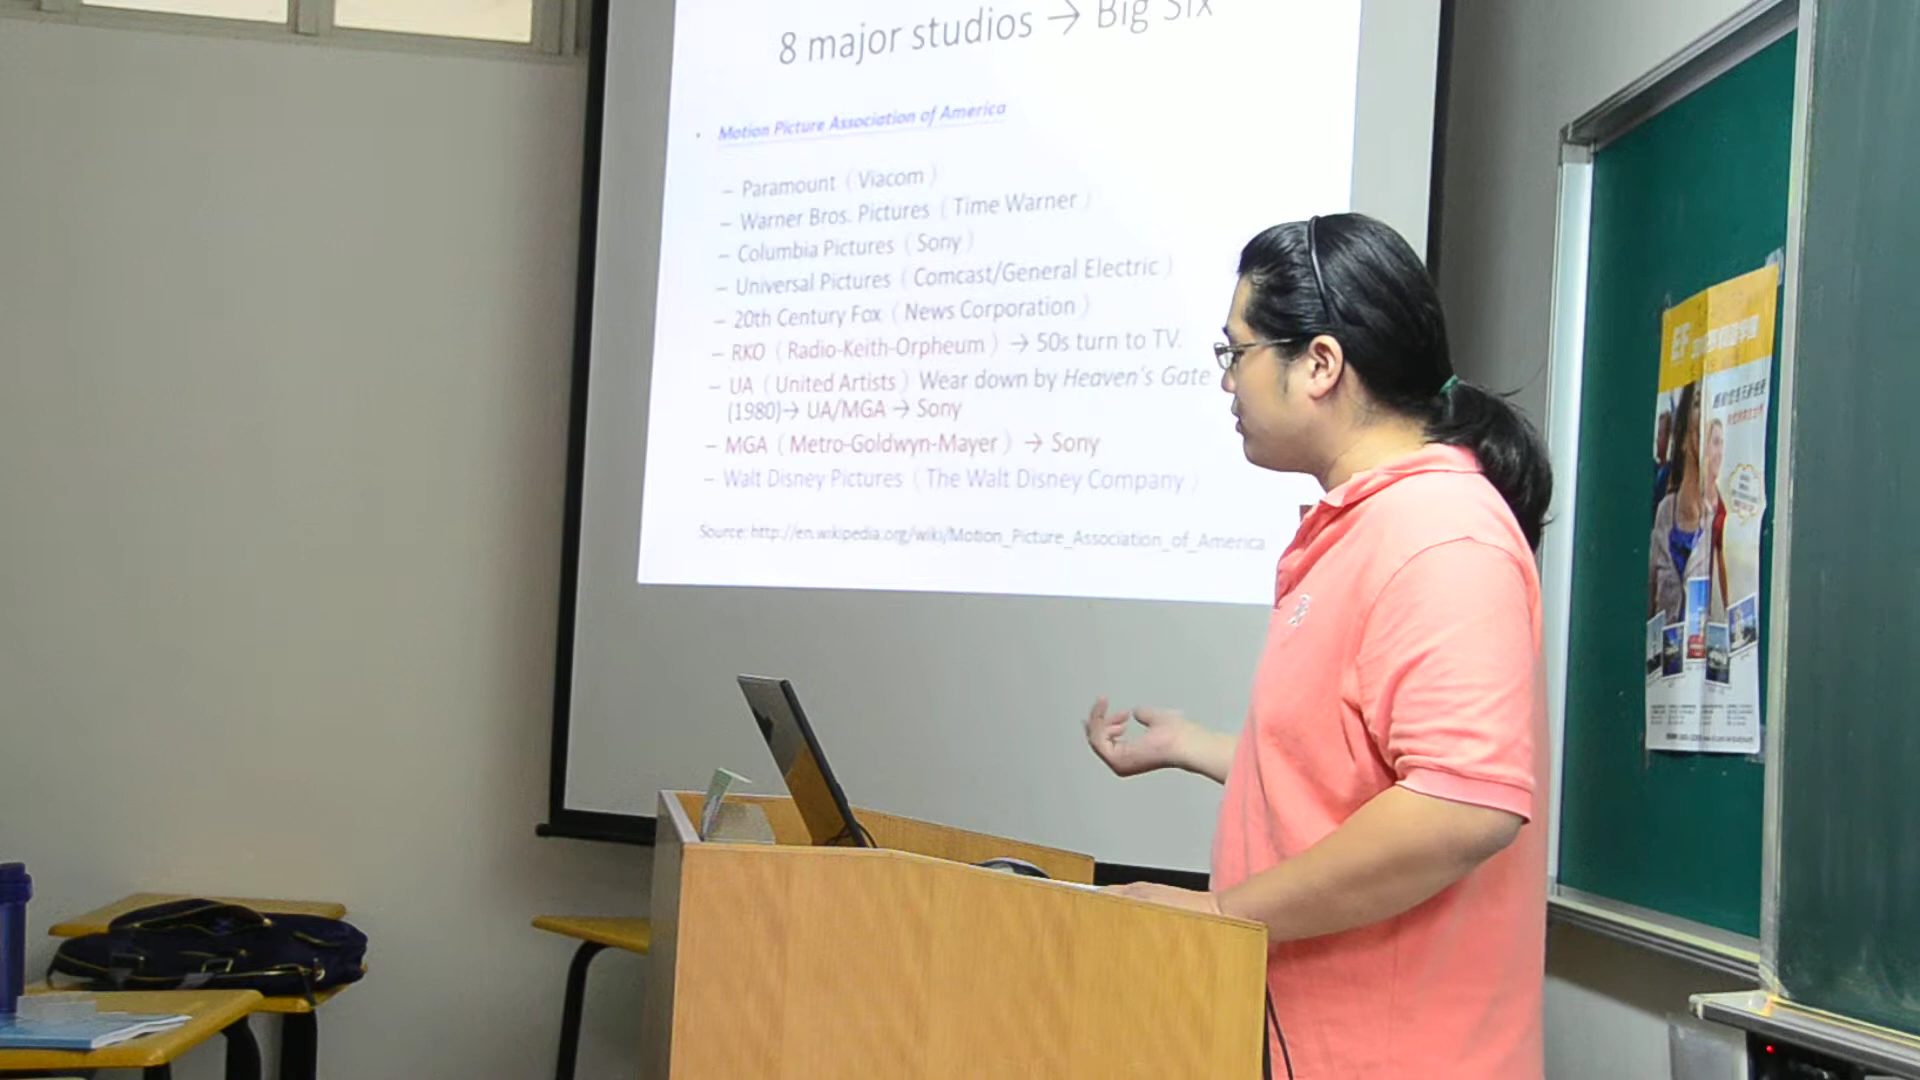 8 major studios → Big Six
• Motion Picture Association of America
– Paramount（Viacom）
– Warner Bros. Pictures（Time Warner）
– Columbia Pictures（Sony）
– Universal Pictures（Comcast/General Electric）
– 20th Century Fox（News Corporation）
– RKO（Radio-Keith-Orpheum）→ 50s turn to TV.
– UA（United Artists）Wear down by Heaven's Gate
(1980)→ UA/MGA → Sony
– MGA（Metro-Goldwyn-Mayer）→ Sony
– Walt Disney Pictures（The Walt Disney Company）
Source: http://en.wikipedia.org/wiki/Motion_Picture_Association_of_America
EF